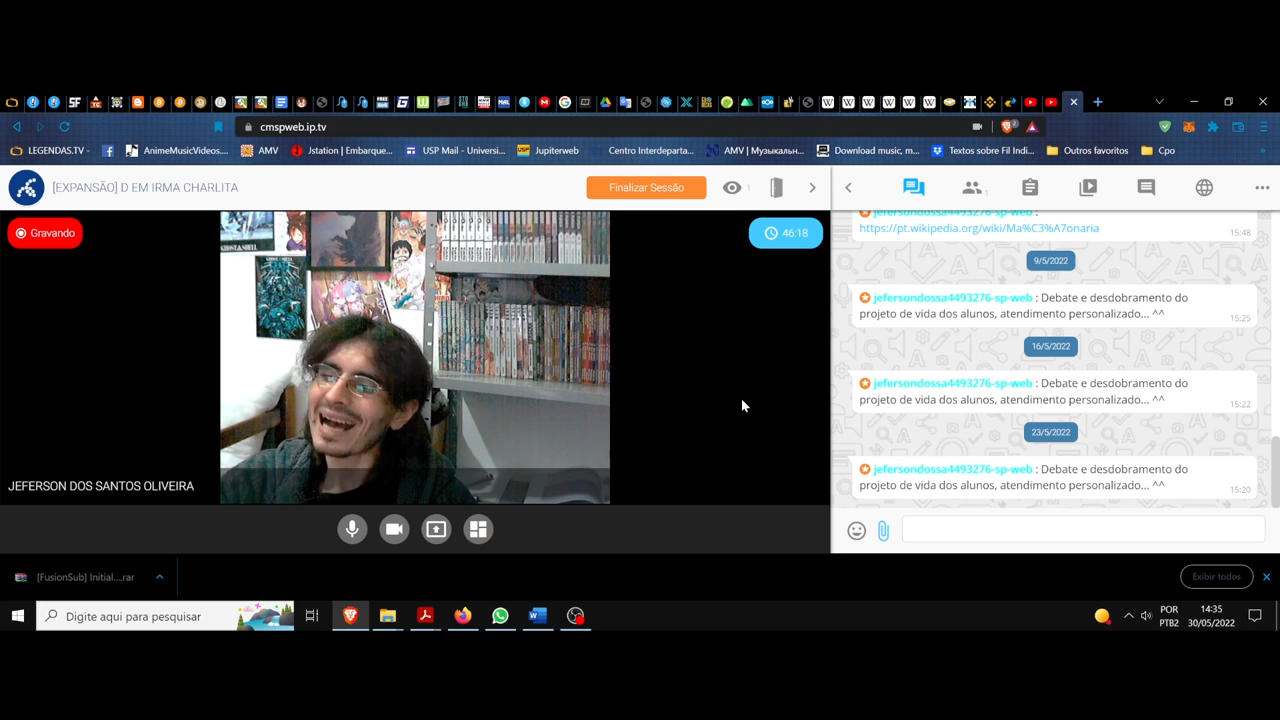 cmspweb.ip.tv
2
LEGENDAS.TV -
AnimeMusicVideos...
AMV
Jstation | Embarque...
USP Mail - Universi...
Jupiterweb
Centro Interdeparta...
AMV | Музыкальн...
Download music, m...
Textos sobre Fil Indi...
Outros favoritos
Cpo
[EXPANSÃO] D EM IRMA CHARLITA
Finalizar Sessão
1
1
Gravando
46:18
jefersondossa4493276-sp-web :
https://pt.wikipedia.org/wiki/Ma%C3%A7onaria
15:48
9/5/2022
jefersondossa4493276-sp-web : Debate e desdobramento do
projeto de vida dos alunos, atendimento personalizado... ^^
15:25
16/5/2022
jefersondossa4493276-sp-web : Debate e desdobramento do
projeto de vida dos alunos, atendimento personalizado... ^^
15:22
23/5/2022
jefersondossa4493276-sp-web : Debate e desdobramento do
projeto de vida dos alunos, atendimento personalizado... ^^
15:20
JEFERSON DOS SANTOS OLIVEIRA
[FusionSub] Initial....rar
Exibir todos
Digite aqui para pesquisar
POR
PTB2
14:35
30/05/2022